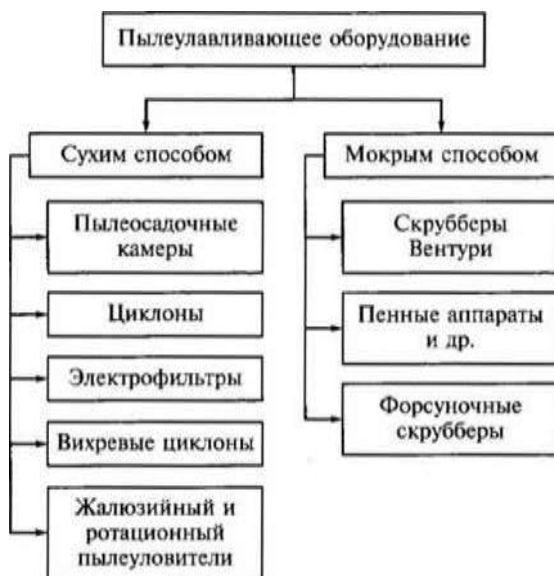 Пылеулавливающее оборудование
Сухим способом
Пылеосадочные
камеры
Циклоны
Электрофильтры
Вихревые циклоны
Жалюзийный и
ротационный
пылеуловители
Мокрым способом
Скрубберы
Вентури
Пенные аппараты
и др.
Форсуночные
скрубберы